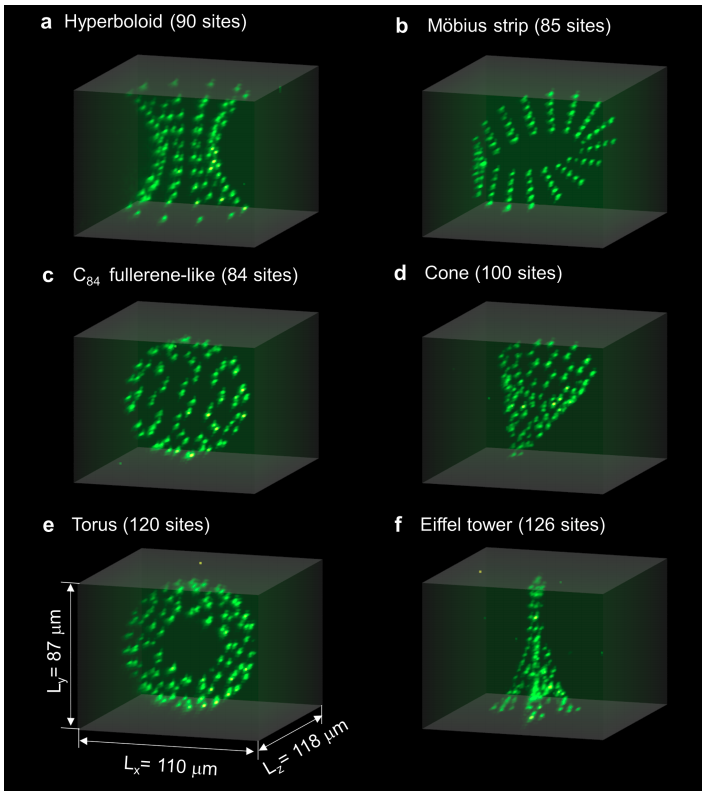 a Hyperboloid (90 sites)
b Möbius strip (85 sites)
c C₈₄ fullerene-like (84 sites)
d Cone (100 sites)
e Torus (120 sites)
f Eiffel tower (126 sites)
Ly= 87 μm
Lx= 110 μm
Lz= 118 μm